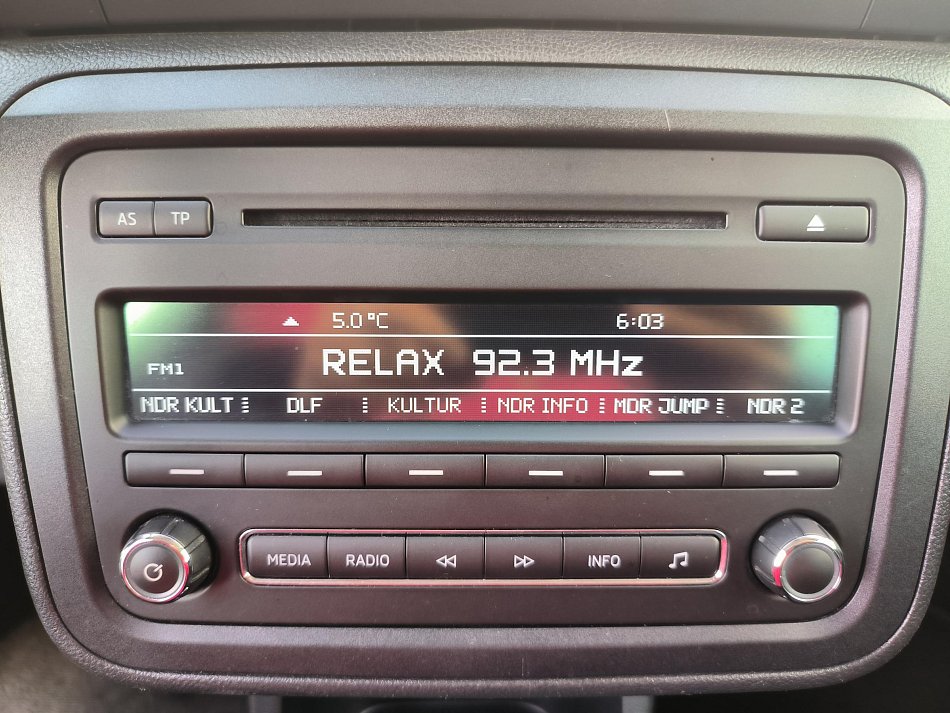 AS TP
5.0 °C 6:03
FM1 RELAX 92.3 MHz
NDR KULT DLF KULTUR NDR INFO MDR JUMP NDR 2
MEDIA RADIO INFO